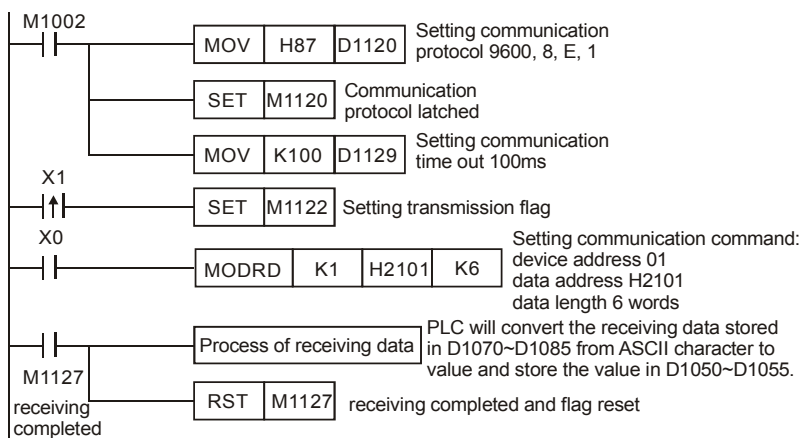 M1002
MOV H87 D1120
Setting communication
protocol 9600, 8, E, 1
SET M1120
Communication
protocol latched
MOV K100 D1129
Setting communication
time out 100ms
X1
SET M1122
Setting transmission flag
X0
MODRD K1 H2101 K6
Setting communication command:
device address 01
data address H2101
data length 6 words
M1127
receiving
completed
Process of receiving data
PLC will convert the receiving data stored
in D1070~D1085 from ASCII character to
value and store the value in D1050~D1055.
RST M1127
receiving completed and flag reset